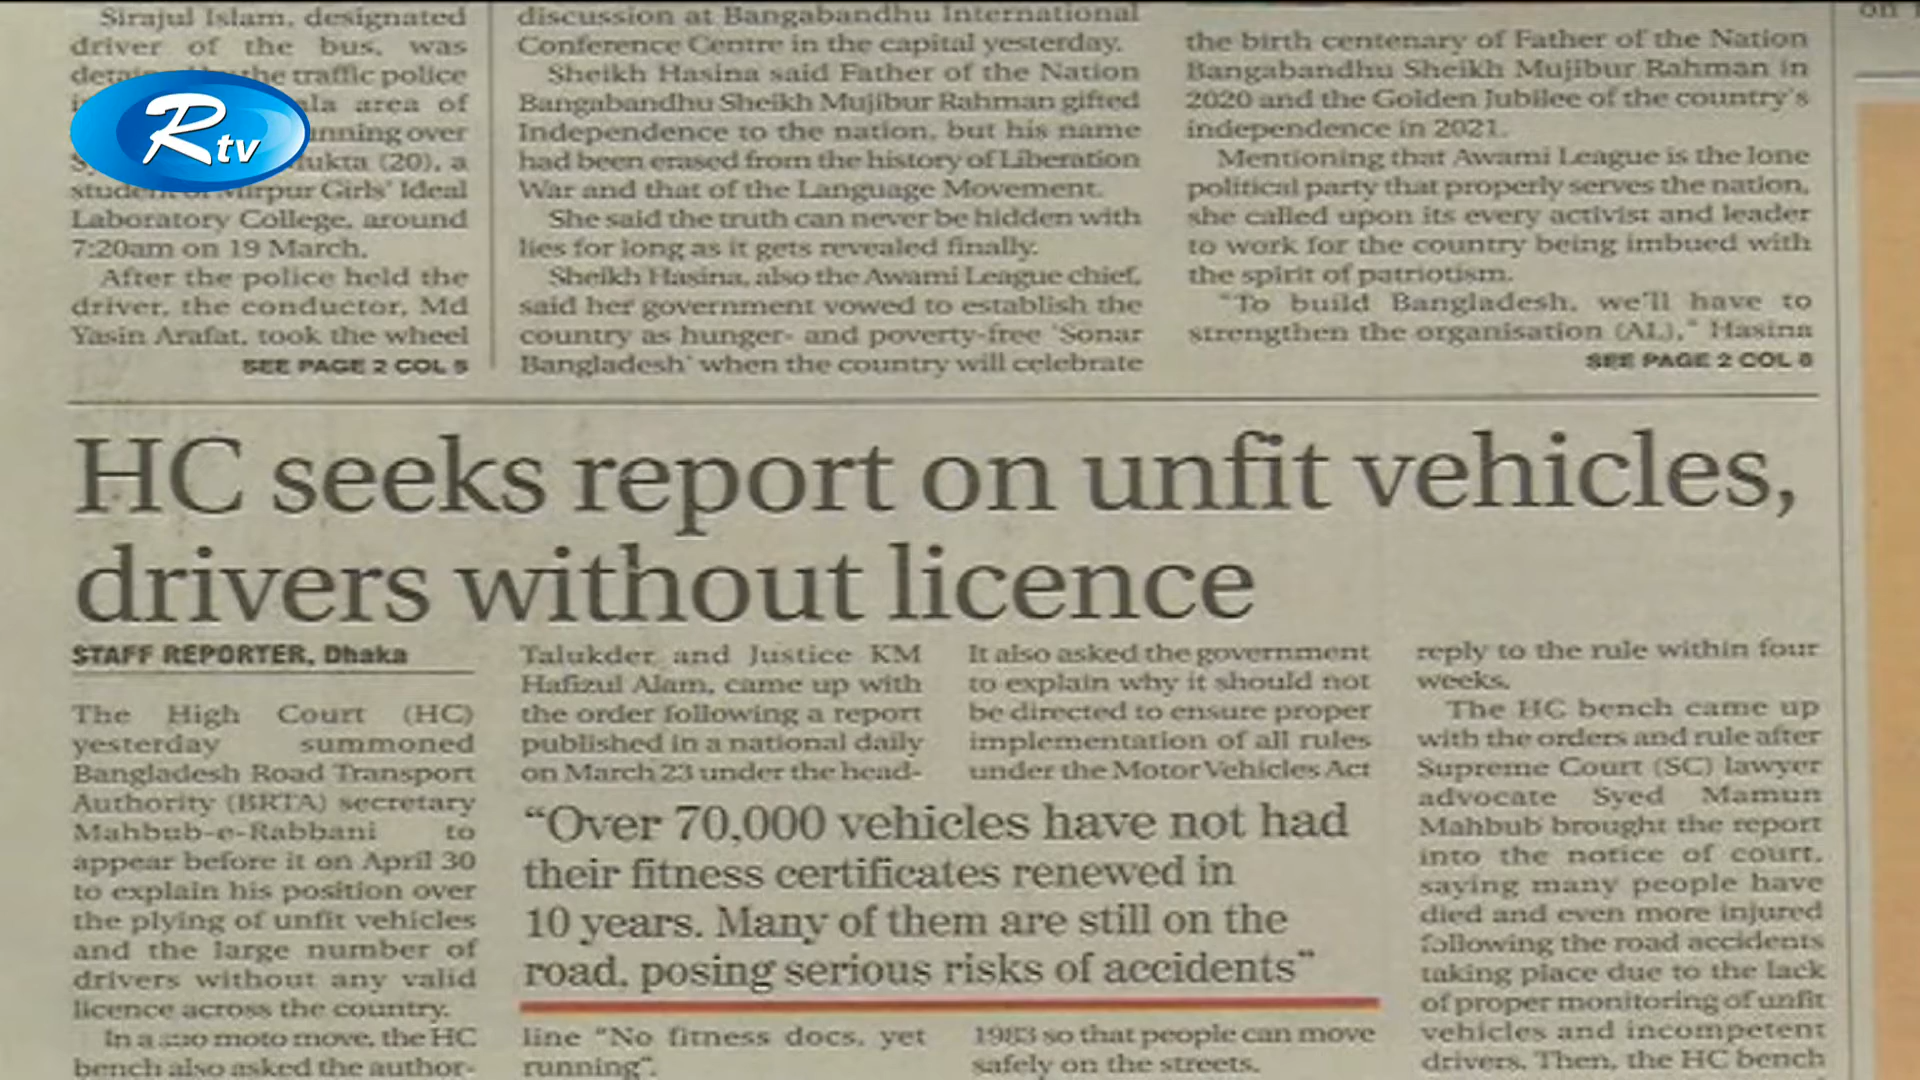 Rtv
Sirajul Islam, designated
driver of the bus, was
the traffic police
area of
running over
(20), a
student of Mirpur Girls' Ideal
Laboratory College, around
7:20am on 19 March.
After the police held the
driver, the conductor, Md
Yasin Arafat, took the wheel
SEE PAGE 2 COL 5
discussion at Bangabandhu International
Conference Centre in the capital yesterday.
Sheikh Hasina said Father of the Nation
Bangabandhu Sheikh Mujibur Rahman gifted
Independence to the nation, but his name
had been erased from the history of Liberation
War and that of the Language Movement.
She said the truth can never be hidden with
lies for long as it gets revealed finally.
Sheikh Hasina, also the Awami League chief,
said her government vowed to establish the
country as hunger- and poverty-free 'Sonar
Bangladesh' when the country will celebrate
the birth centenary of Father of the Nation
Bangabandhu Sheikh Mujibur Rahman in
2020 and the Golden Jubilee of the country's
independence in 2021.
Mentioning that Awami League is the lone
political party that properly serves the nation,
she called upon its every activist and leader
to work for the country being imbued with
the spirit of patriotism.
"To build Bangladesh, we'll have to
strengthen the organisation (AL)," Hasina
SEE PAGE 2 COL 8
on
HC seeks report on unfit vehicles,
drivers without licence
STAFF REPORTER, Dhaka
The High Court (HC)
yesterday summoned
Bangladesh Road Transport
Authority (BRTA) secretary
Mahbub-e-Rabbani to
appear before it on April 30
to explain his position over
the plying of unfit vehicles
and the large number of
drivers without any valid
licence across the country.
In a suo moto move, the HC
bench also asked the author-
Talukder and Justice KM
Hafizul Alam, came up with
the order following a report
published in a national daily
on March 23 under the head-
"Over 70,000 vehicles have not had
their fitness certificates renewed in
10 years. Many of them are still on the
road, posing serious risks of accidents"
line "No fitness docs, yet
running".
It also asked the government
to explain why it should not
be directed to ensure proper
implementation of all rules
under the Motor Vehicles Act
1983 so that people can move
safely on the streets.
reply to the rule within four
weeks.
The HC bench came up
with the orders and rule after
Supreme Court (SC) lawyer
advocate Syed Mamun
Mahbub brought the report
into the notice of court,
saying many people have
died and even more injured
following the road accidents
taking place due to the lack
of proper monitoring of unfit
vehicles and incompetent
drivers. Then, the HC bench